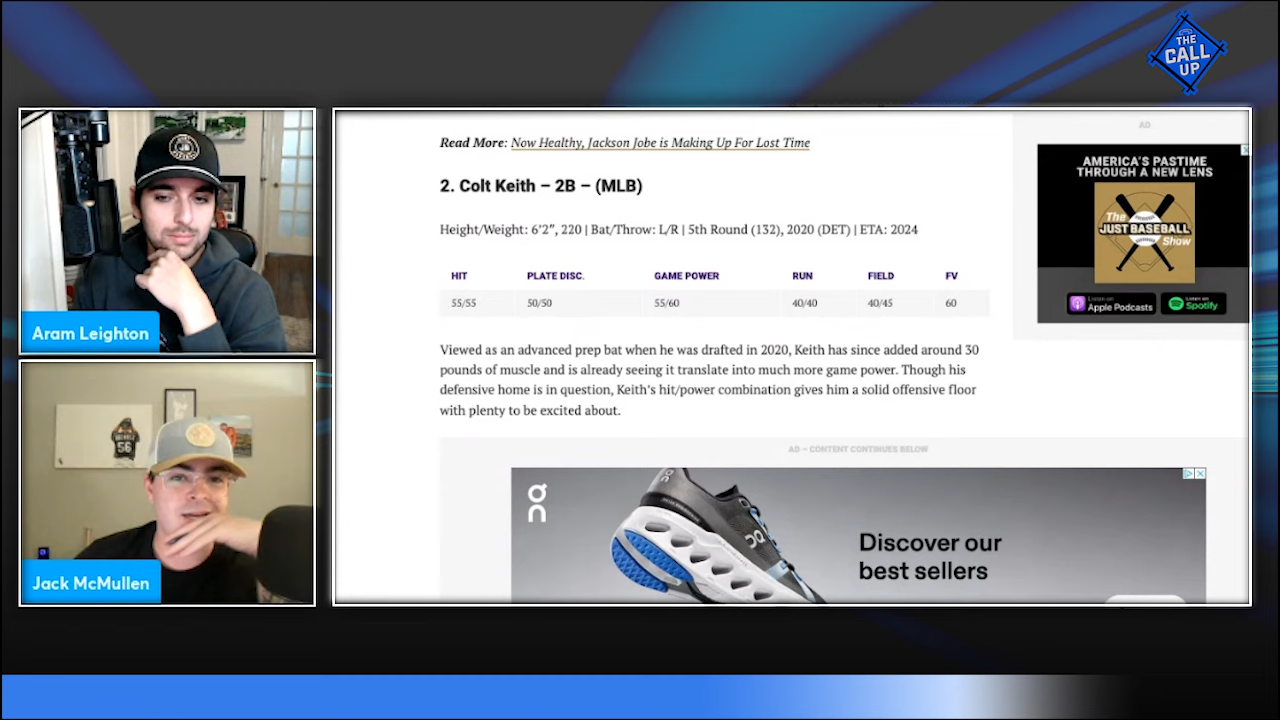 THE
CALL
UP
Aram Leighton
Jack McMullen
56
Read More: Now Healthy, Jackson Jobe is Making Up For Lost Time
2. Colt Keith – 2B – (MLB)
Height/Weight: 6’2″, 220 | Bat/Throw: L/R | 5th Round (132), 2020 (DET) | ETA: 2024
HIT PLATE DISC. GAME POWER RUN FIELD FV
55/55 50/50 55/60 40/40 40/45 60
Viewed as an advanced prep bat when he was drafted in 2020, Keith has since added around 30
pounds of muscle and is already seeing it translate into much more game power. Though his
defensive home is in question, Keith’s hit/power combination gives him a solid offensive floor
with plenty to be excited about.
AD – CONTENT CONTINUES BELOW
Discover our
best sellers
AD
AMERICA'S PASTIME
THROUGH A NEW LENS
The
JUST BASEBALL
Show
Listen on
Apple Podcasts
Listen on
Spotify